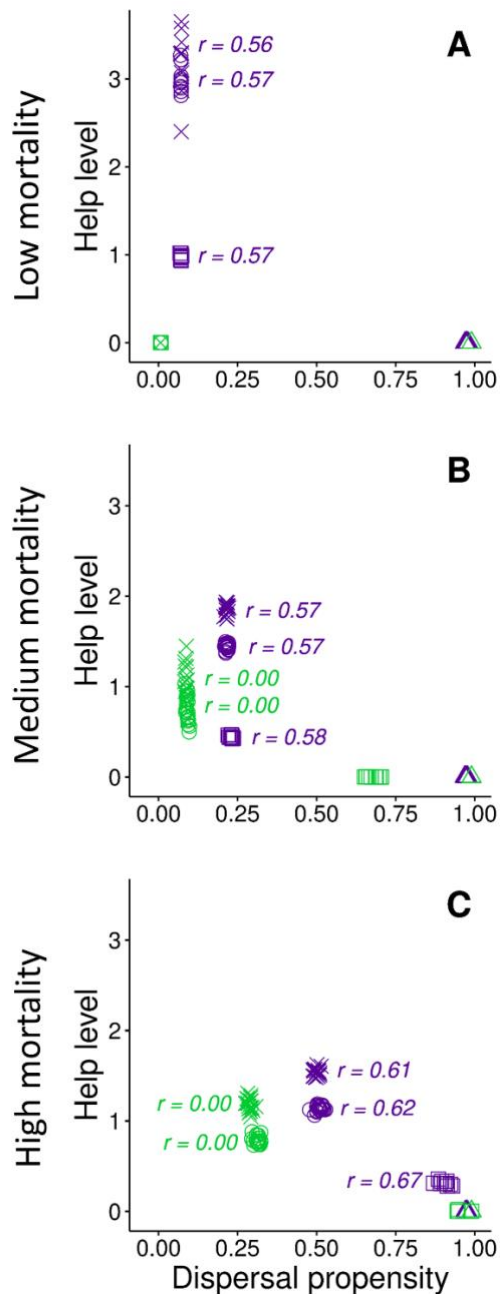 A
Low mortality
Help level
3
2
1
0
r = 0.56
r = 0.57
r = 0.57
0.00 0.25 0.50 0.75 1.00
B
Medium mortality
Help level
3
2
1
0
r = 0.57
r = 0.57
r = 0.00
r = 0.00
r = 0.58
0.00 0.25 0.50 0.75 1.00
C
High mortality
Help level
3
2
1
0
r = 0.61
r = 0.00
r = 0.62
r = 0.00
r = 0.67
0.00 0.25 0.50 0.75 1.00
Dispersal propensity